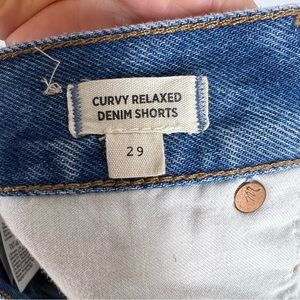 CURVY RELAXED
DENIM SHORTS
29